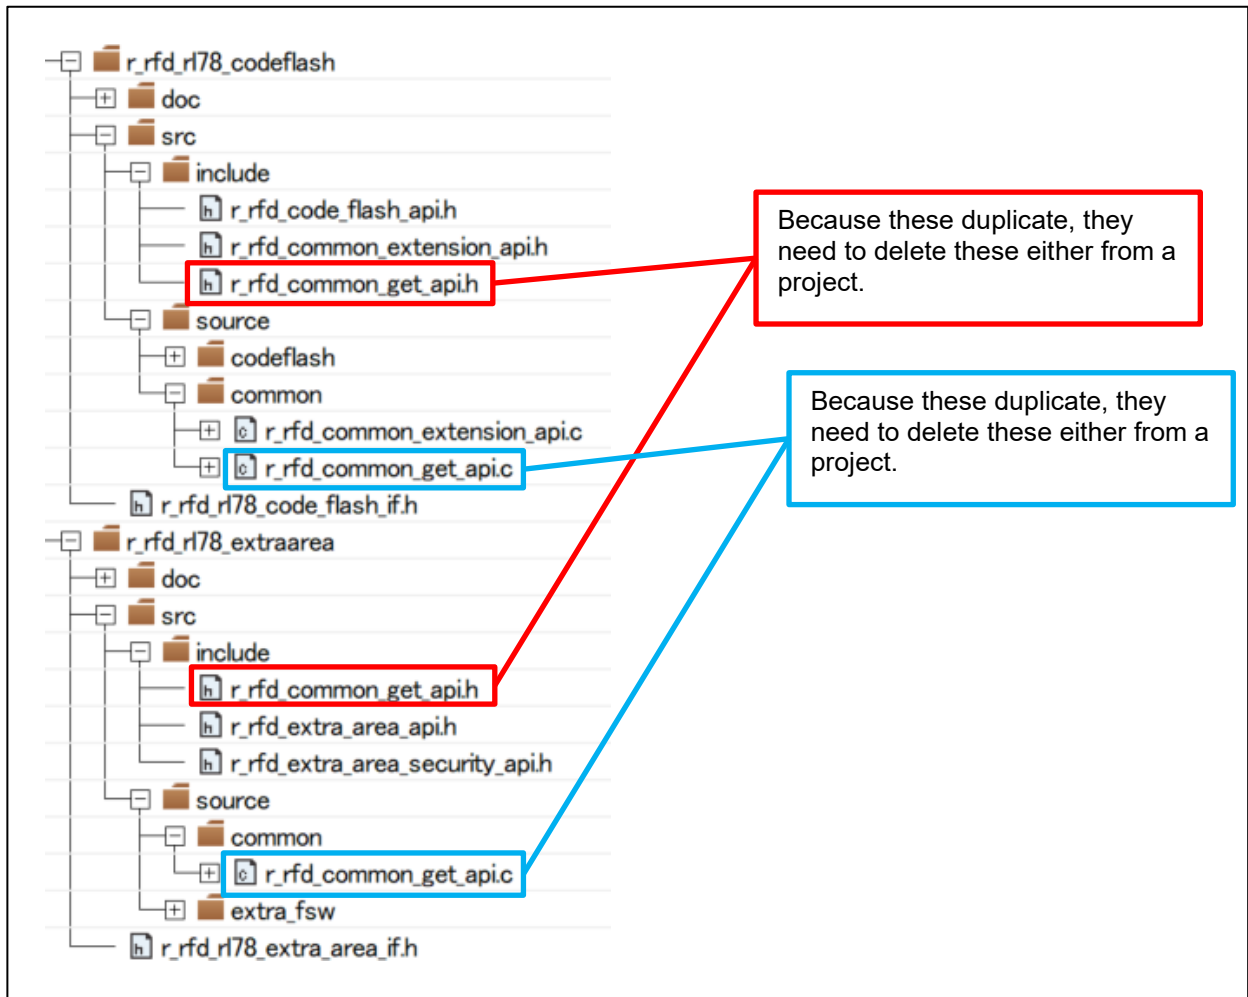 r_rfd_rl78_codeflash
doc
src
include
r_rfd_code_flash_api.h
r_rfd_common_extension_api.h
r_rfd_common_get_api.h
source
codeflash
common
r_rfd_common_extension_api.c
r_rfd_common_get_api.c
r_rfd_rl78_code_flash_if.h
r_rfd_rl78_extraarea
doc
src
include
r_rfd_common_get_api.h
r_rfd_extra_area_api.h
r_rfd_extra_area_security_api.h
source
common
r_rfd_common_get_api.c
extra_fsw
r_rfd_rl78_extra_area_if.h
Because these duplicate, they
need to delete these either from a
project.
Because these duplicate, they
need to delete these either from a
project.